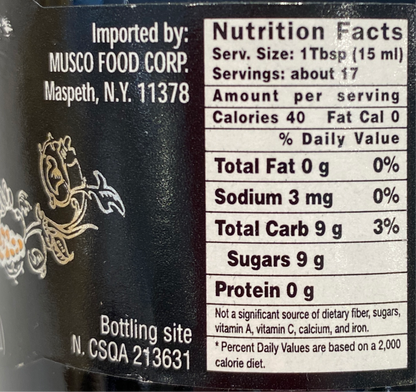 Imported by:
MUSCO FOOD CORP.
Maspeth, N.Y. 11378
Bottling site
N. CSQA 213631
Nutrition Facts
Serv. Size: 1Tbsp (15 ml)
Servings: about 17
Amount per serving
Calories 40 Fat Cal 0
% Daily Value
Total Fat 0 g 0%
Sodium 3 mg 0%
Total Carb 9 g 3%
Sugars 9 g
Protein 0 g
Not a significant source of dietary fiber, sugars,
vitamin A, vitamin C, calcium, and iron.
* Percent Daily Values are based on a 2,000
calorie diet.